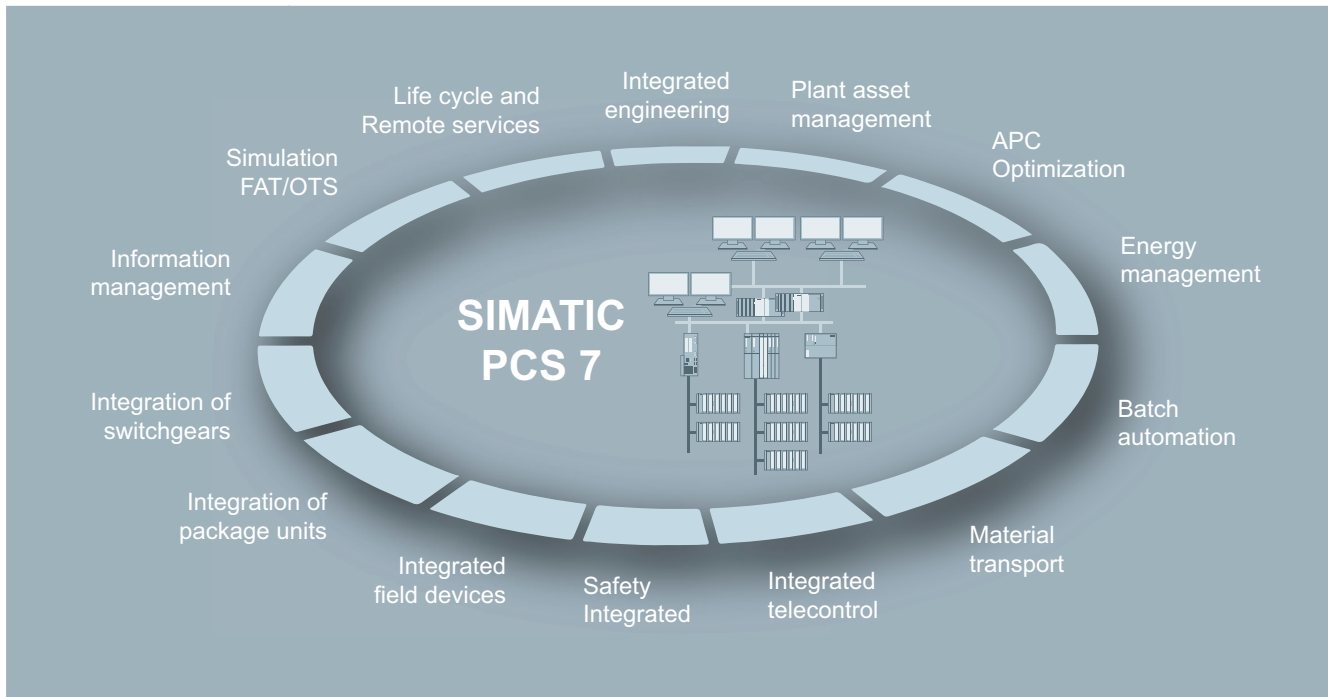 Integrated
engineering
Plant asset
management
APC
Optimization
Energy
management
Batch
automation
Material
transport
Integrated
telecontrol
Safety
Integrated
Integrated
field devices
Integration of
package units
Integration of
switchgears
Information
management
Simulation
FAT/OTS
Life cycle and
Remote services
SIMATIC
PCS 7